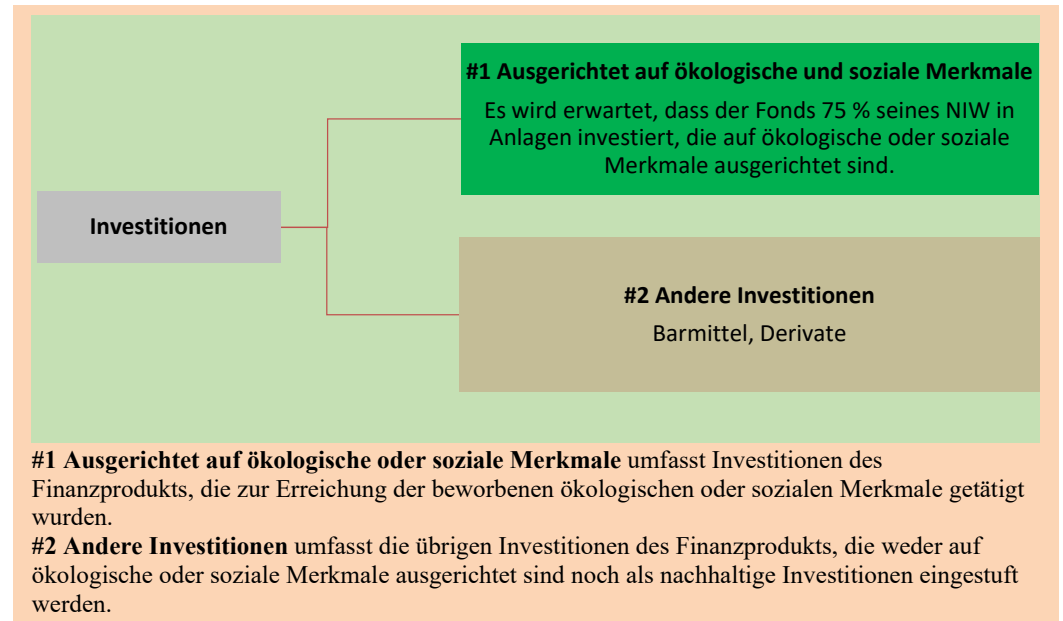 #1 Ausgerichtet auf ökologische und soziale Merkmale
Es wird erwartet, dass der Fonds 75 % seines NIW in
Anlagen investiert, die auf ökologische oder soziale
Merkmale ausgerichtet sind.
Investitionen
#2 Andere Investitionen
Barmittel, Derivate
#1 Ausgerichtet auf ökologische oder soziale Merkmale umfasst Investitionen des
Finanzprodukts, die zur Erreichung der beworbenen ökologischen oder sozialen Merkmale getätigt
wurden.
#2 Andere Investitionen umfasst die übrigen Investitionen des Finanzprodukts, die weder auf
ökologische oder soziale Merkmale ausgerichtet sind noch als nachhaltige Investitionen eingestuft
werden.